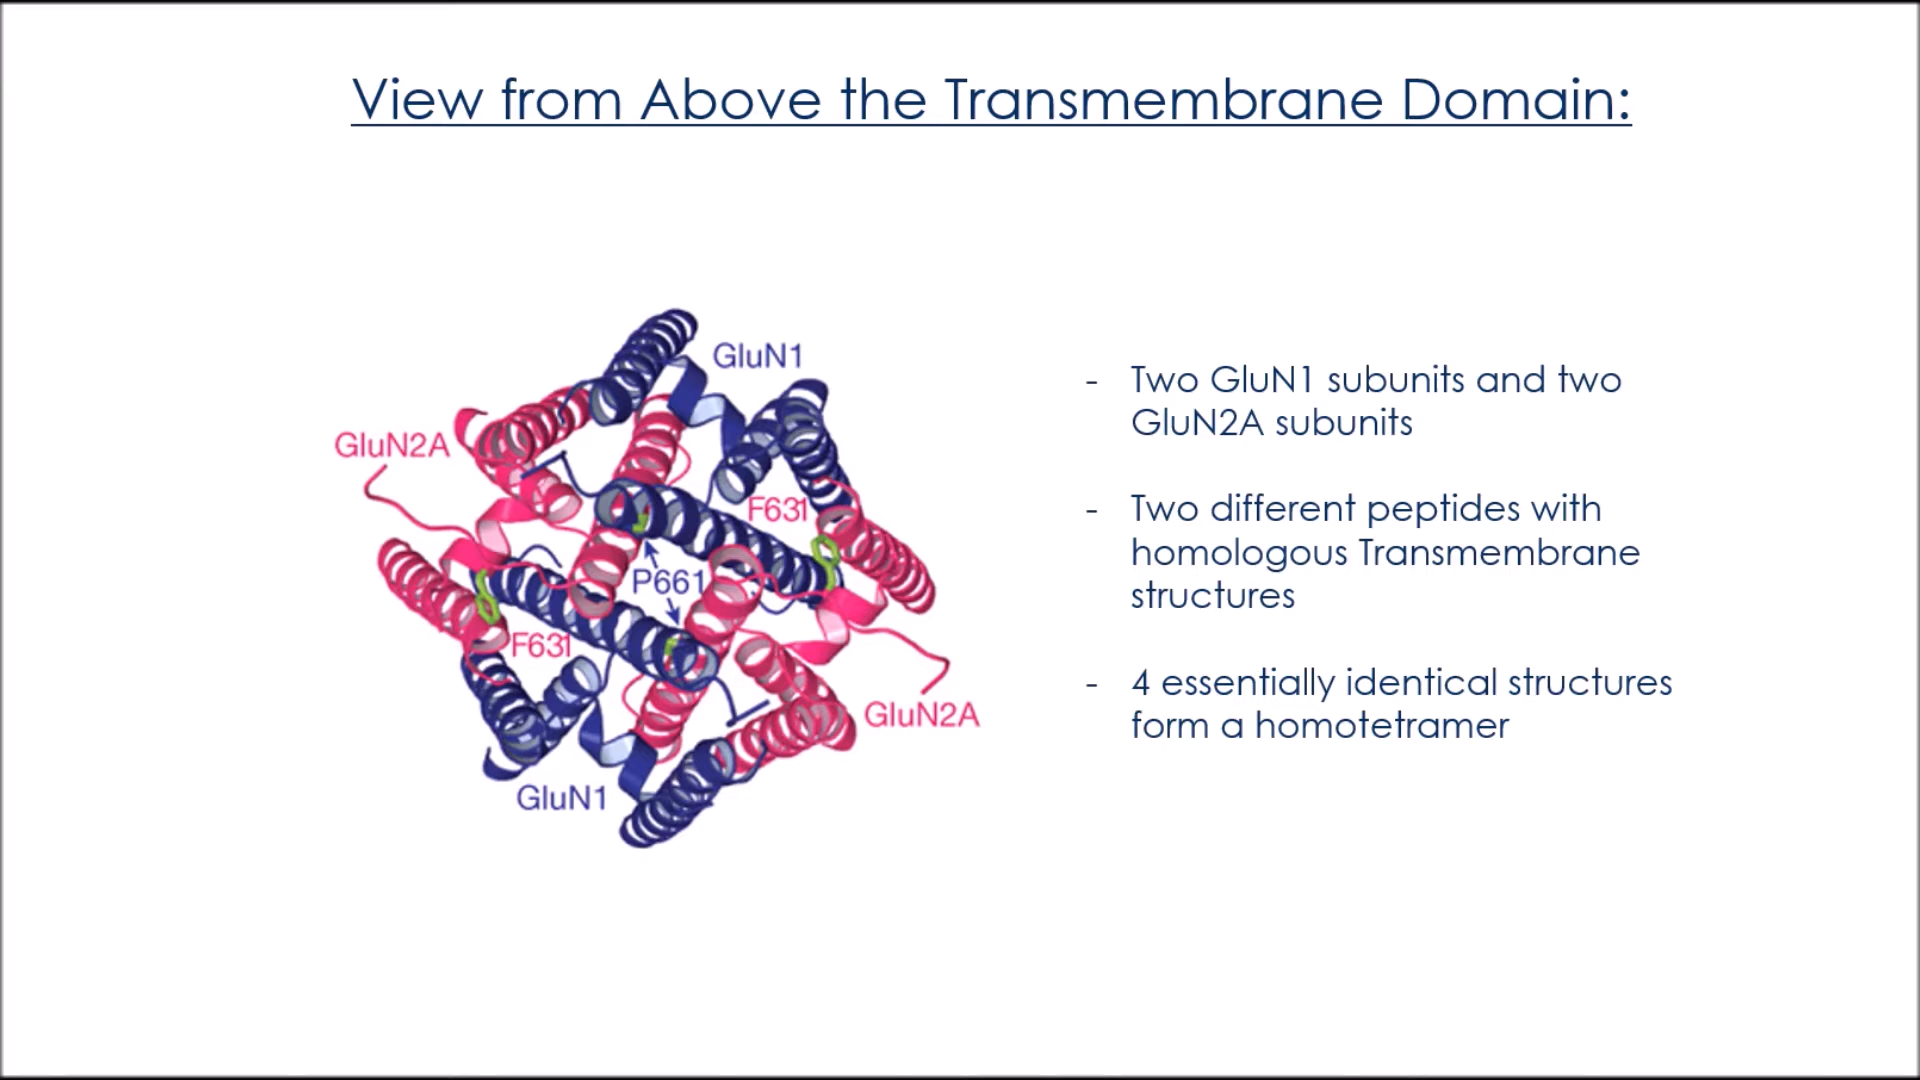 View from Above the Transmembrane Domain:
GluN1
GluN2A
F631
P661
F631
GluN2A
GluN1
- Two GluN1 subunits and two
GluN2A subunits
- Two different peptides with
homologous Transmembrane
structures
- 4 essentially identical structures
form a homotetramer